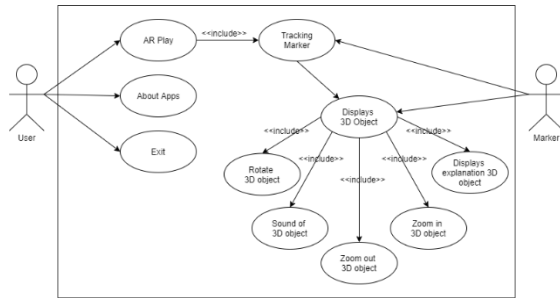 AR Play
<<include>>
Tracking
Marker
About Apps
User
Marker
Displays
3D Object
Exit
<<include>>
<<include>>
<<include>>
<<include>>
<<include>>
Rotate
3D object
Displays
explanation 3D
object
Sound of
3D object
Zoom in
3D object
Zoom out
3D object